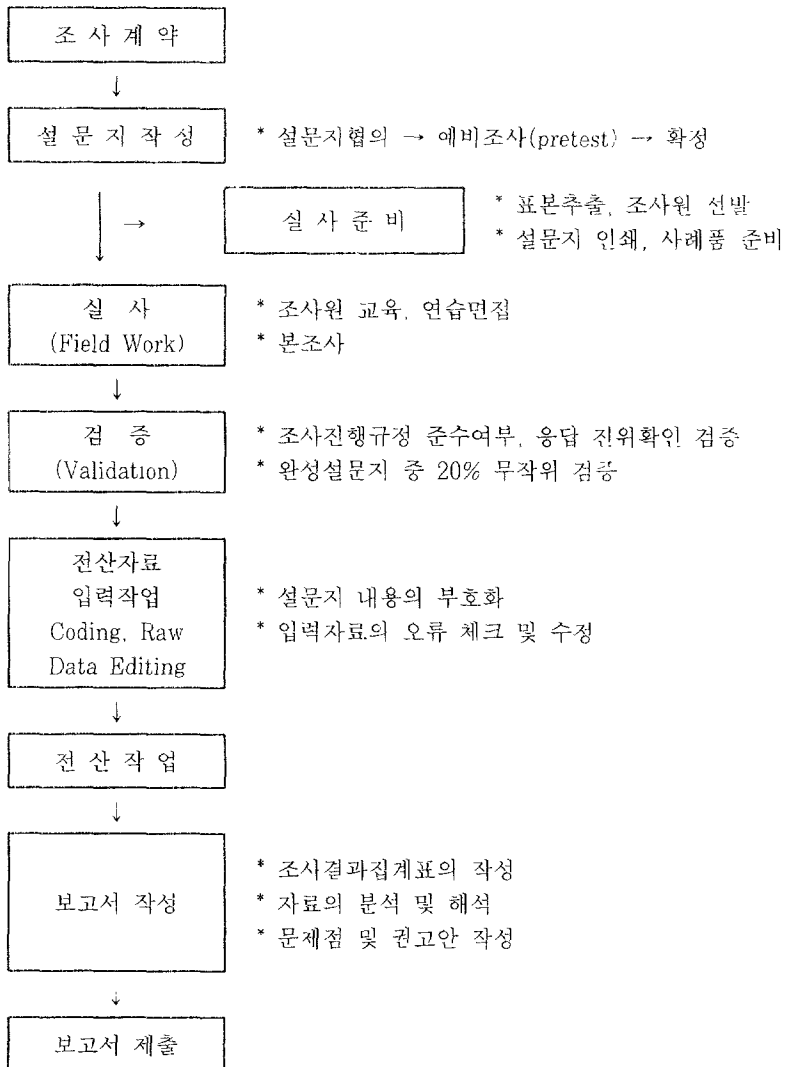 조 사 계 약
↓
설 문 지 작 성
* 설문지협의 → 예비조사(pretest) → 확정
→
실 사 준 비
* 표본추출, 조사원 선발
* 설문지 인쇄, 사례품 준비
↓
실 사
(Field Work)
* 조사원 교육, 연습면접
* 본조사
↓
검 증
(Validation)
* 조사진행규정 준수여부, 응답 진위확인 검증
* 완성설문지 중 20% 무작위 검증
↓
전산자료
입력작업
Coding, Raw
Data Editing
* 설문지 내용의 부호화
* 입력자료의 오류 체크 및 수정
↓
전 산 작 업
↓
보고서 작성
* 조사결과집계표의 작성
* 자료의 분석 및 해석
* 문제점 및 권고안 작성
↓
보고서 제출